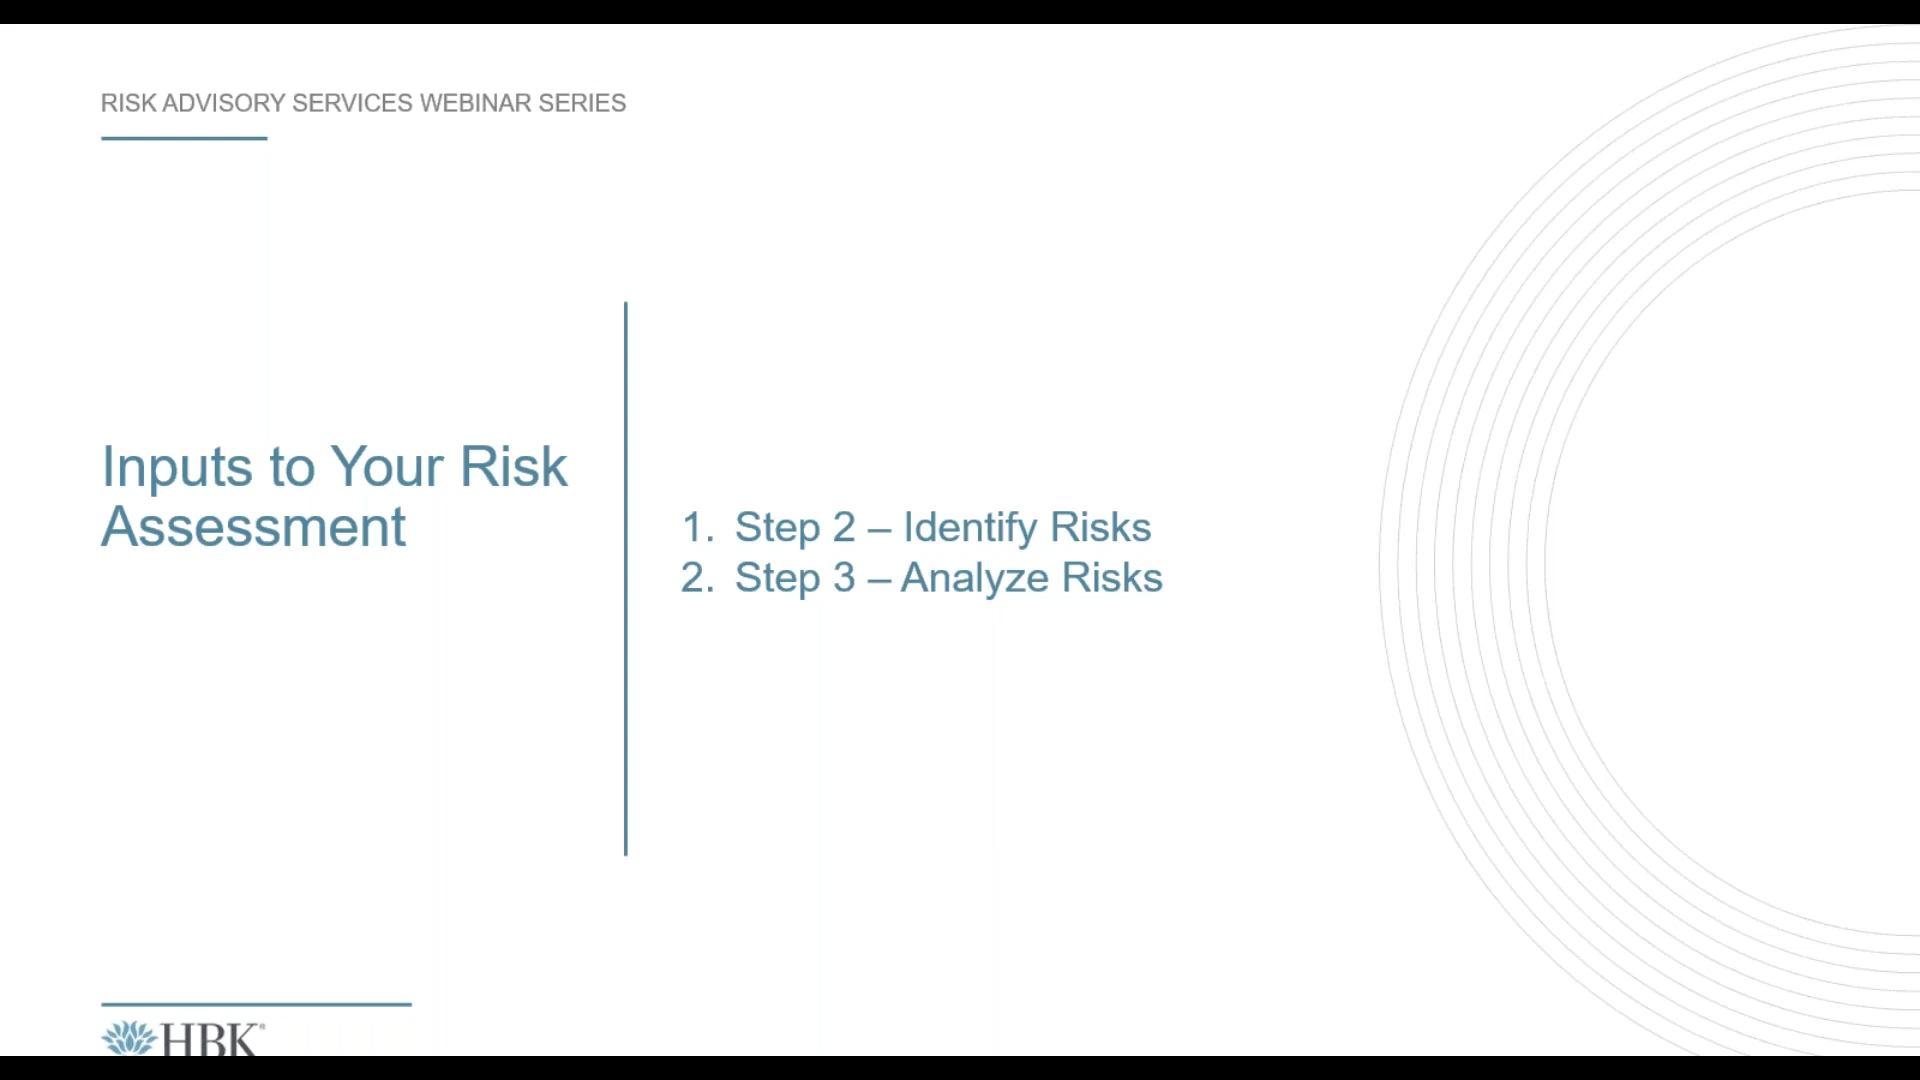 RISK ADVISORY SERVICES WEBINAR SERIES
Inputs to Your Risk
Assessment
1. Step 2 – Identify Risks
2. Step 3 – Analyze Risks
HBK®